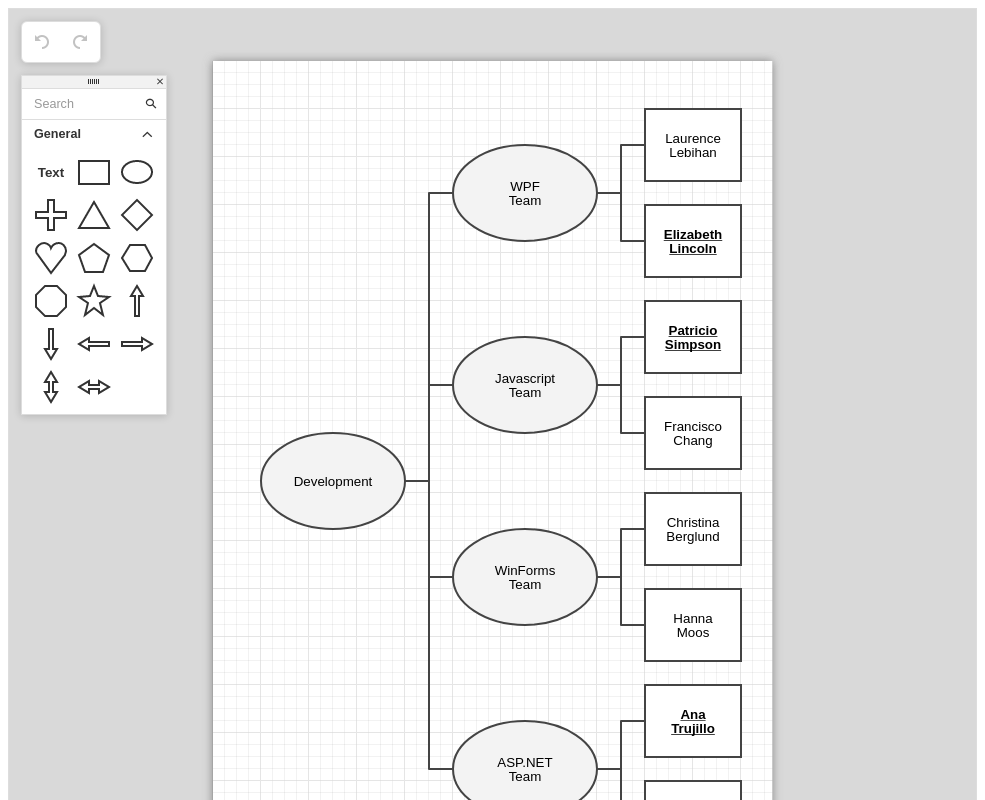 Search
General
Text
Laurence
Lebihan
WPF
Team
Elizabeth
Lincoln
Patricio
Simpson
Javascript
Team
Francisco
Chang
Development
Christina
Berglund
WinForms
Team
Hanna
Moos
Ana
Trujillo
ASP.NET
Team